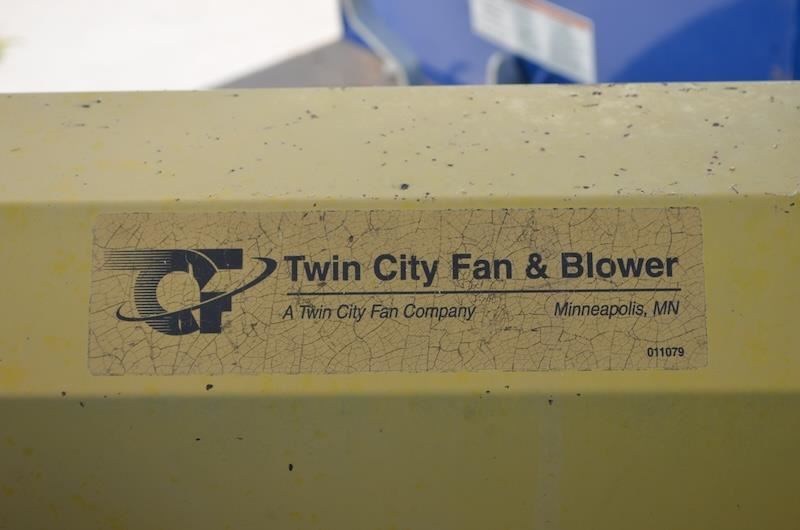 Twin City Fan & Blower
A Twin City Fan Company Minneapolis, MN
011079